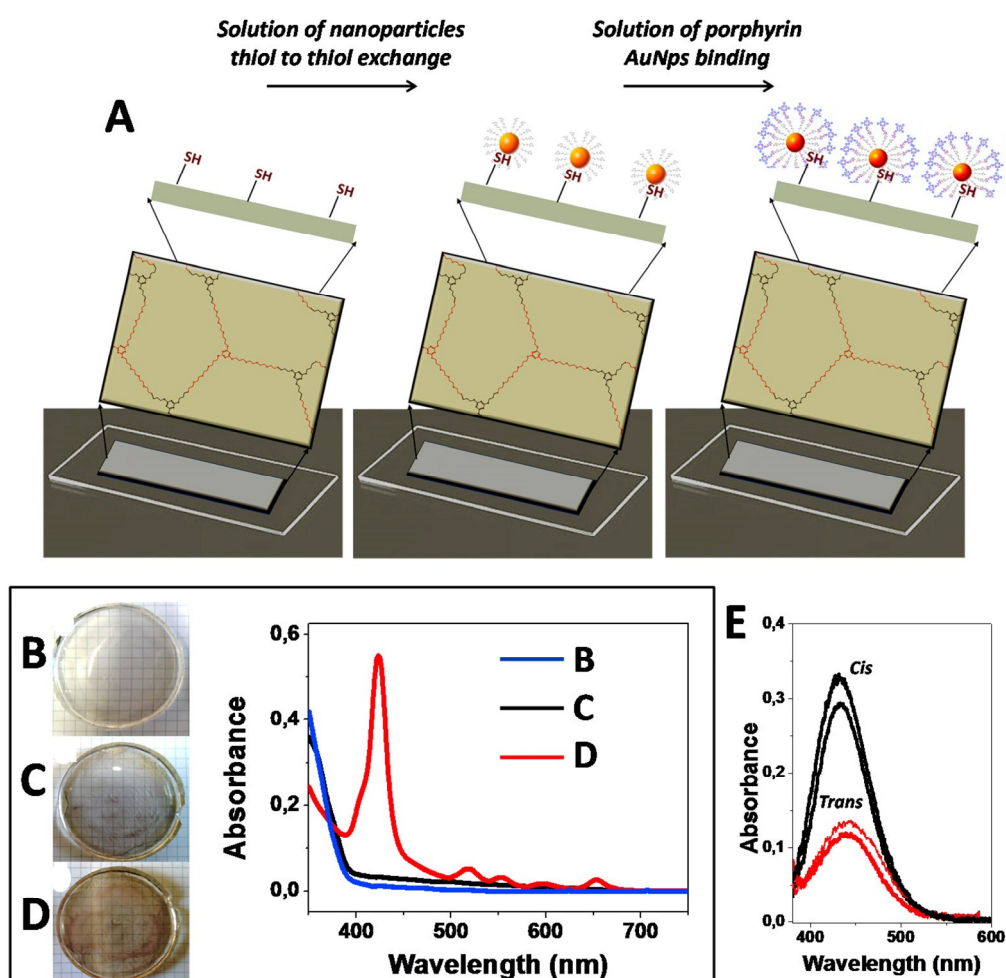 Solution of nanoparticles
thiol to thiol exchange
Solution of porphyrin
AuNps binding
A
SH
SH
SH
SH
SH
SH
SH
SH
SH
B
C
D
Absorbance
0,6
0,4
0,2
0,0
B
C
D
400
500
600
700
Wavelength (nm)
E
Absorbance
0,4
0,3
0,2
0,1
0,0
Cis
Trans
400
500
600
Wavelength (nm)